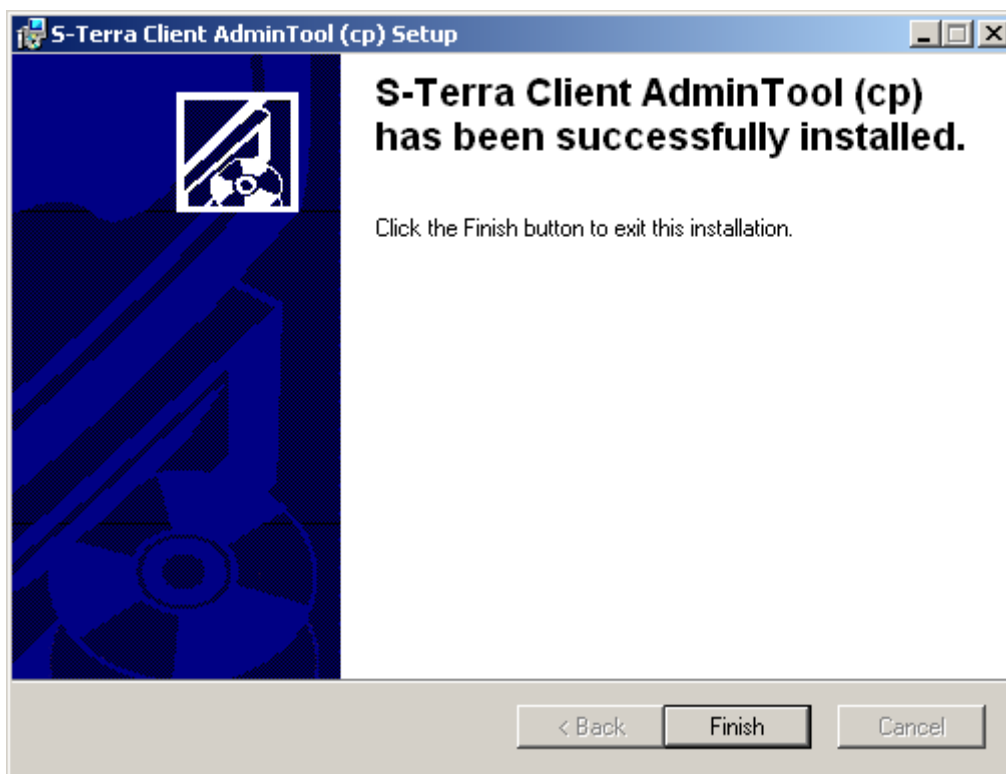 S-Terra Client AdminTool (cp) Setup
S-Terra Client AdminTool (cp)
has been successfully installed.
Click the Finish button to exit this installation.
< Back
Finish
Cancel